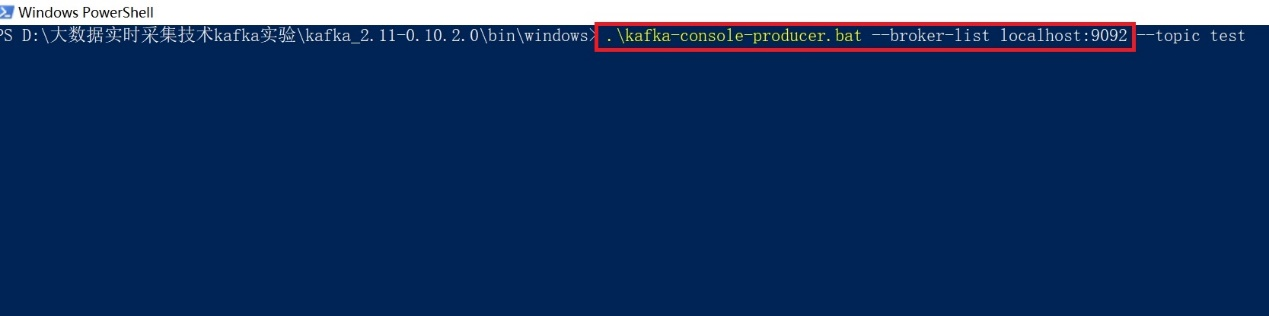 Windows PowerShell
PS D:\大数据实时采集技术kafka实验\kafka_2.11-0.10.2.0\bin\windows> .\kafka-console-producer.bat --broker-list localhost:9092 --topic test